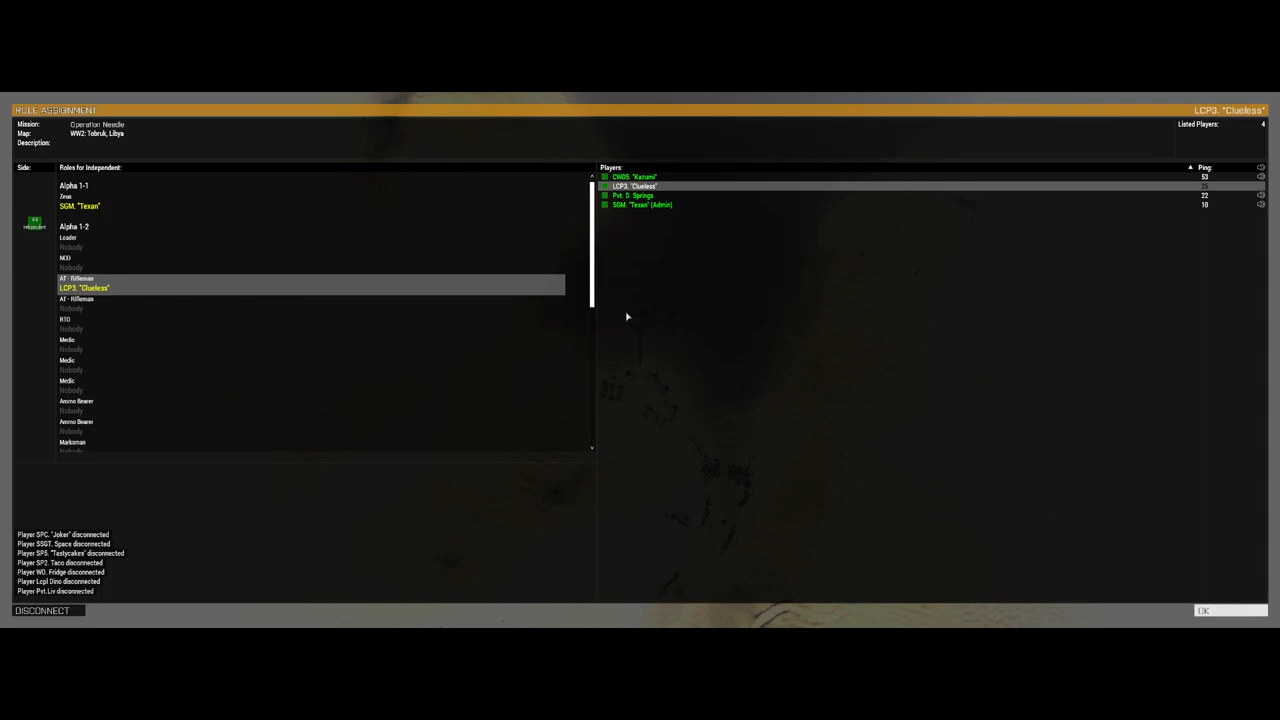 ROLE ASSIGNMENT
LCP3. "Clueless"
Mission: Operation Needle
Map: WW2: Tobruk, Libya
Description:
Listed Players: 4
Side:
Roles for Independent:
Independent
Alpha 1-1
Zeus
SGM. "Texan"
Alpha 1-2
Leader
Nobody
NCO
Nobody
AT - Rifleman
LCP3. "Clueless"
AT - Rifleman
Nobody
RTO
Nobody
Medic
Nobody
Medic
Nobody
Medic
Nobody
Ammo Bearer
Nobody
Ammo Bearer
Nobody
Marksman
Nobody
Players: Ping:
CWO5. "Kazumi" 53
LCP3. "Clueless" 25
Pvt. D. Springs 22
SGM. "Texan" (Admin) 10
Player SPC. "Joker" disconnected
Player SSGT. Space disconnected
Player SP5. "Tastycakes" disconnected
Player SP2. Taco disconnected
Player WO. Fridge disconnected
Player Lcpl Dino disconnected
Player Pvt.Liv disconnected
DISCONNECT
OK